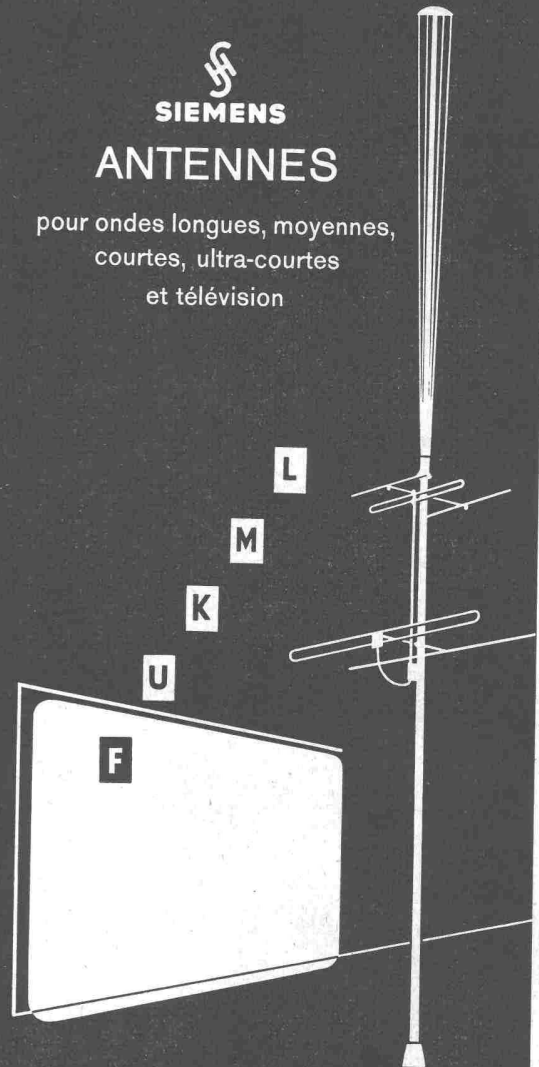 SIEMENS
ANTENNES
pour ondes longues, moyennes,
courtes, ultra-courtes
et télévision
L
M
K
U
F